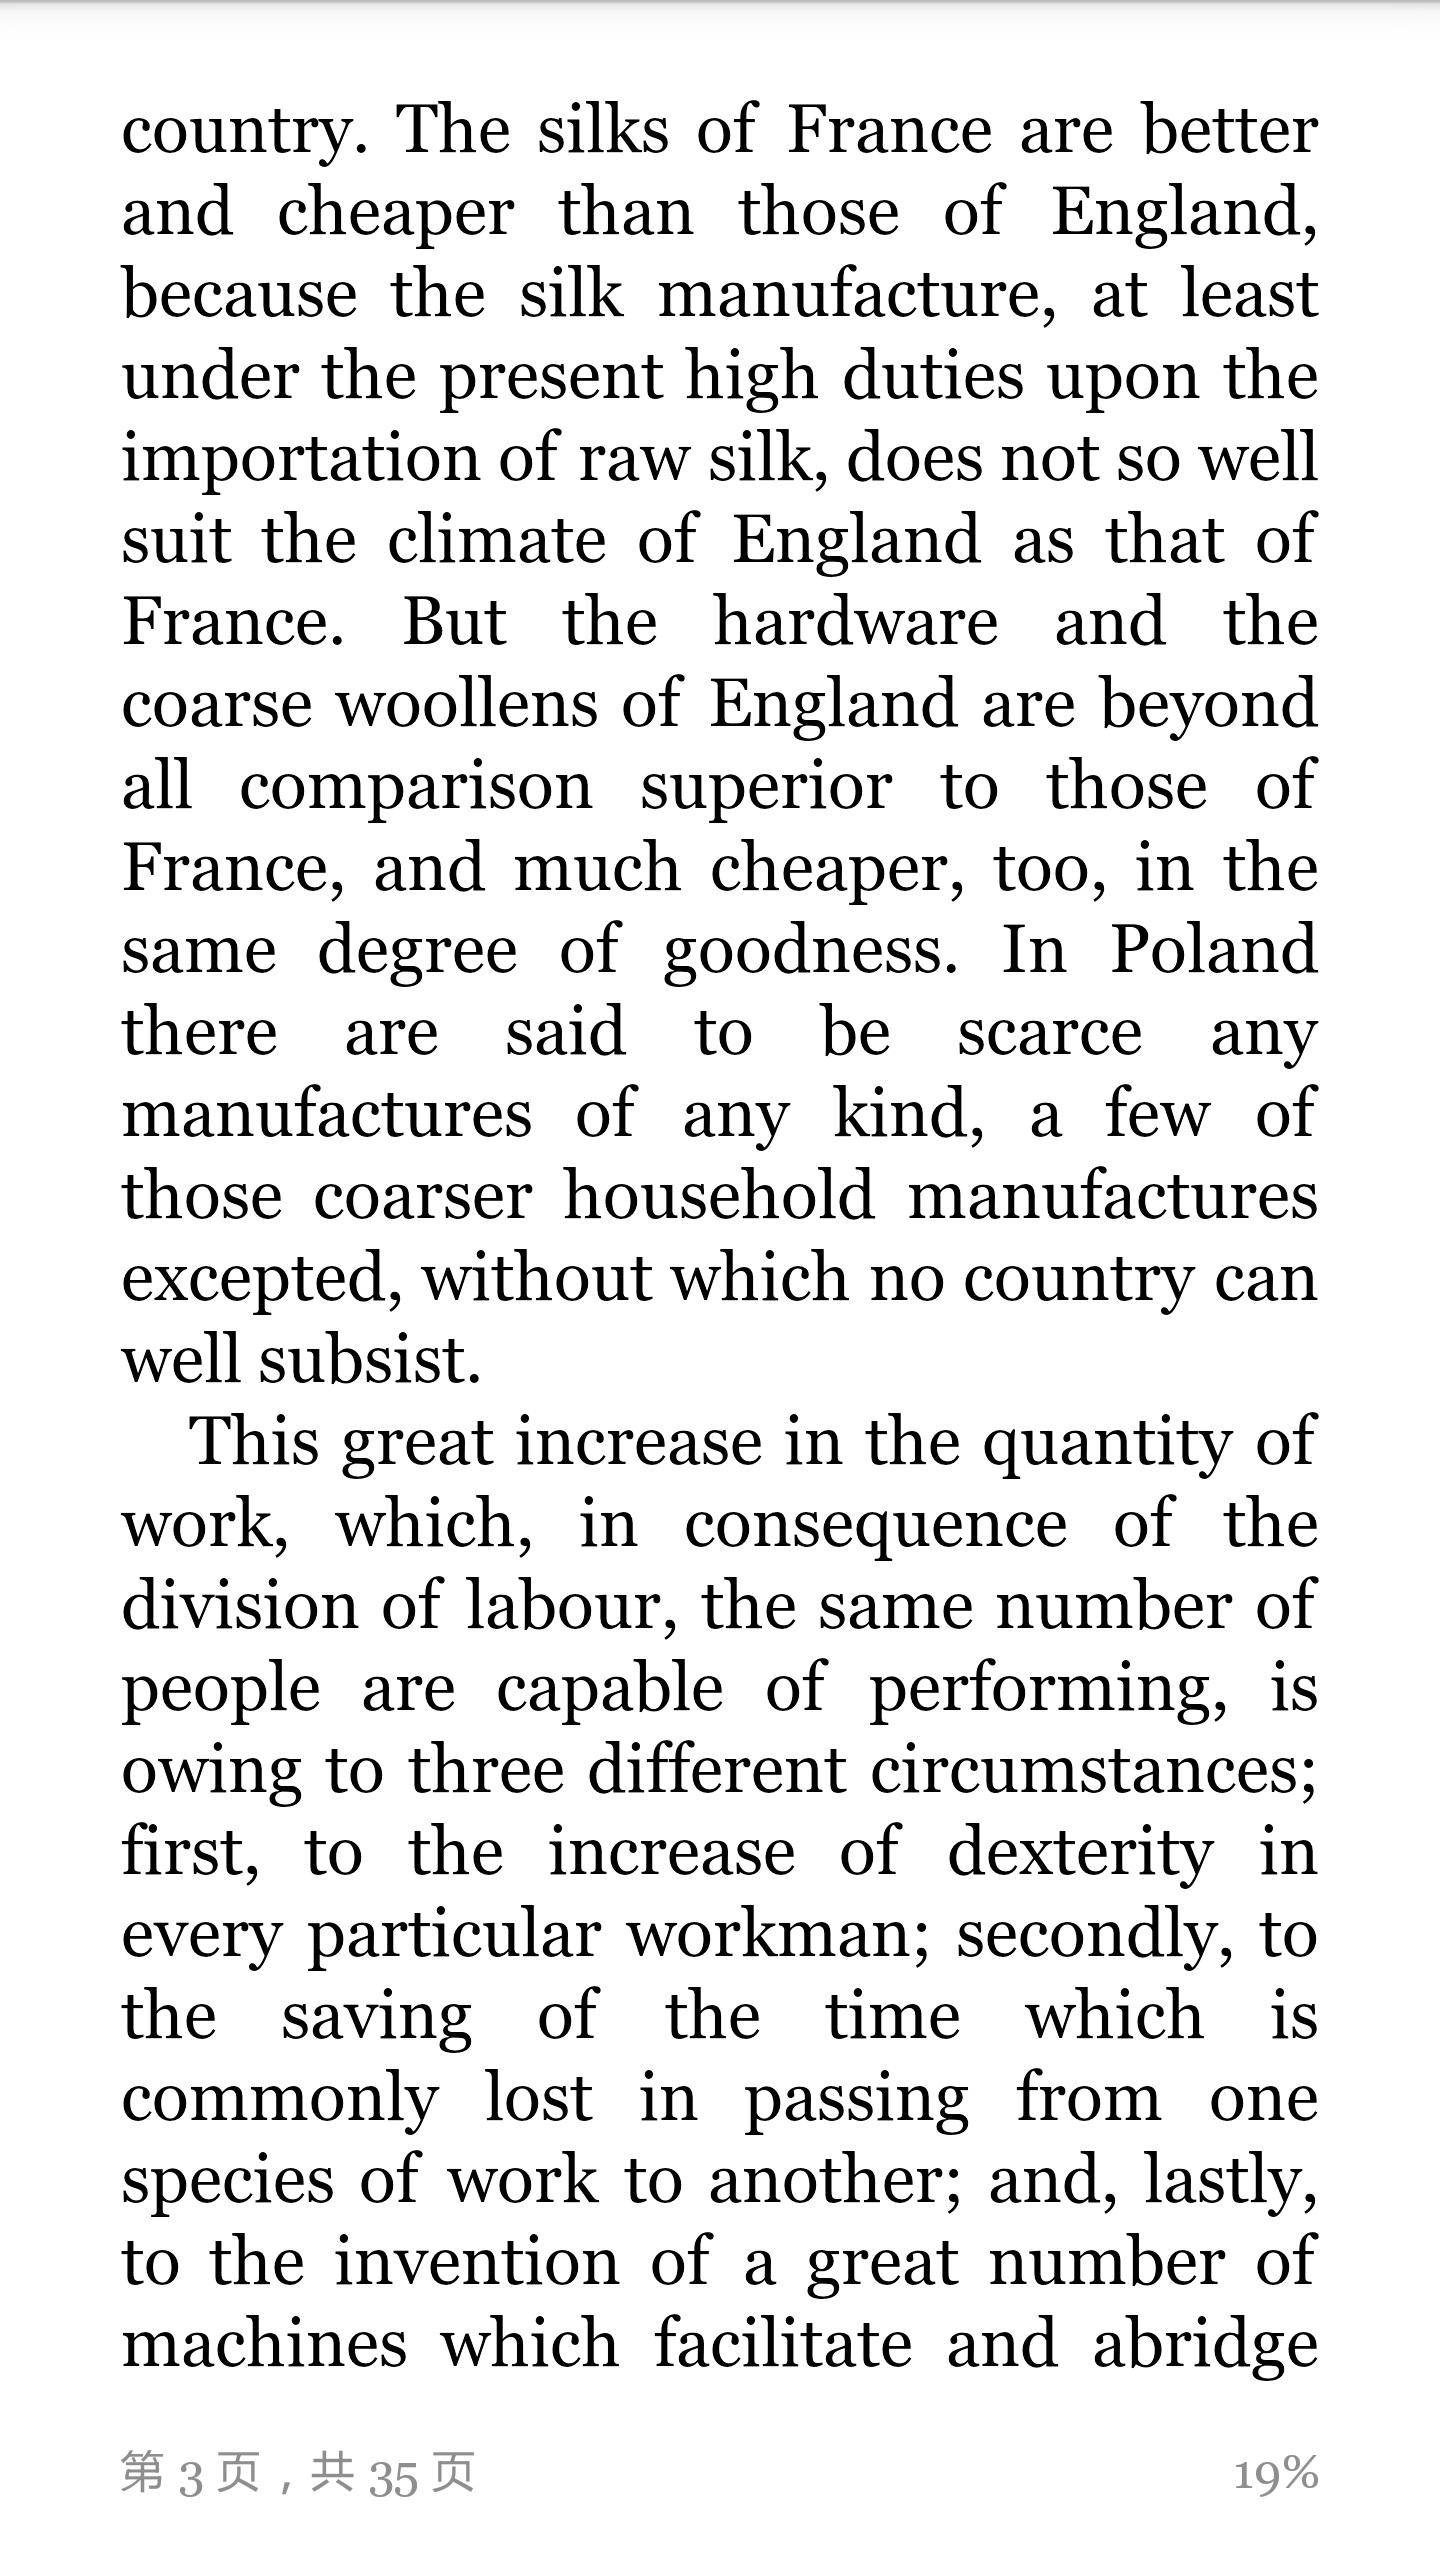 country. The silks of France are better
and cheaper than those of England,
because the silk manufacture, at least
under the present high duties upon the
importation of raw silk, does not so well
suit the climate of England as that of
France. But the hardware and the
coarse woollens of England are beyond
all comparison superior to those of
France, and much cheaper, too, in the
same degree of goodness. In Poland
there are said to be scarce any
manufactures of any kind, a few of
those coarser household manufactures
excepted, without which no country can
well subsist.
This great increase in the quantity of
work, which, in consequence of the
division of labour, the same number of
people are capable of performing, is
owing to three different circumstances;
first, to the increase of dexterity in
every particular workman; secondly, to
the saving of the time which is
commonly lost in passing from one
species of work to another; and, lastly,
to the invention of a great number of
machines which facilitate and abridge
第 3 页，共 35 页 19%